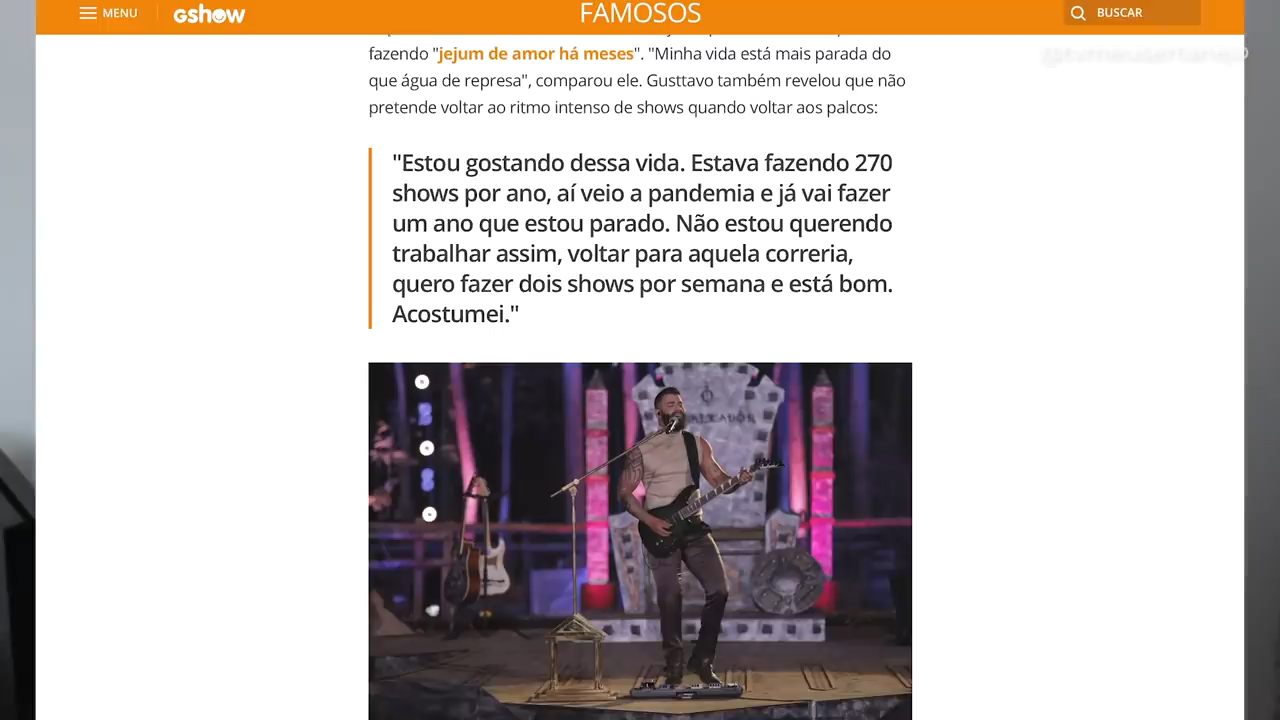 MENU
gshow
FAMOSOS
BUSCAR
fazendo "jejum de amor há meses". "Minha vida está mais parada do
que água de represa", comparou ele. Gusttavo também revelou que não
pretende voltar ao ritmo intenso de shows quando voltar aos palcos:
"Estou gostando dessa vida. Estava fazendo 270
shows por ano, aí veio a pandemia e já vai fazer
um ano que estou parado. Não estou querendo
trabalhar assim, voltar para aquela correria,
quero fazer dois shows por semana e está bom.
Acostumei."